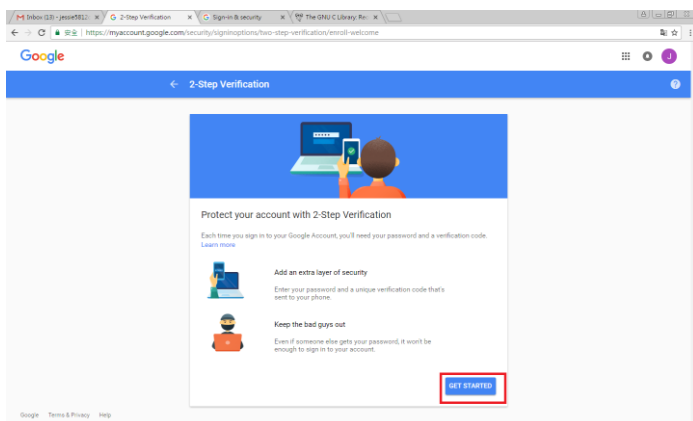 Inbox (13) - jessie5812
2-Step Verification
Sign-in & security
The GNU C Library: Re
https://myaccount.google.com/security/signinoptions/two-step-verification/enroll-welcome
Google
J
2-Step Verification
Protect your account with 2-Step Verification
Each time you sign in to your Google Account, you'll need your password and a verification code.
Learn more
Add an extra layer of security
Enter your password and a unique verification code that's
sent to your phone.
Keep the bad guys out
Even if someone else gets your password, it won't be
enough to sign in to your account.
GET STARTED
Google Terms & Privacy Help